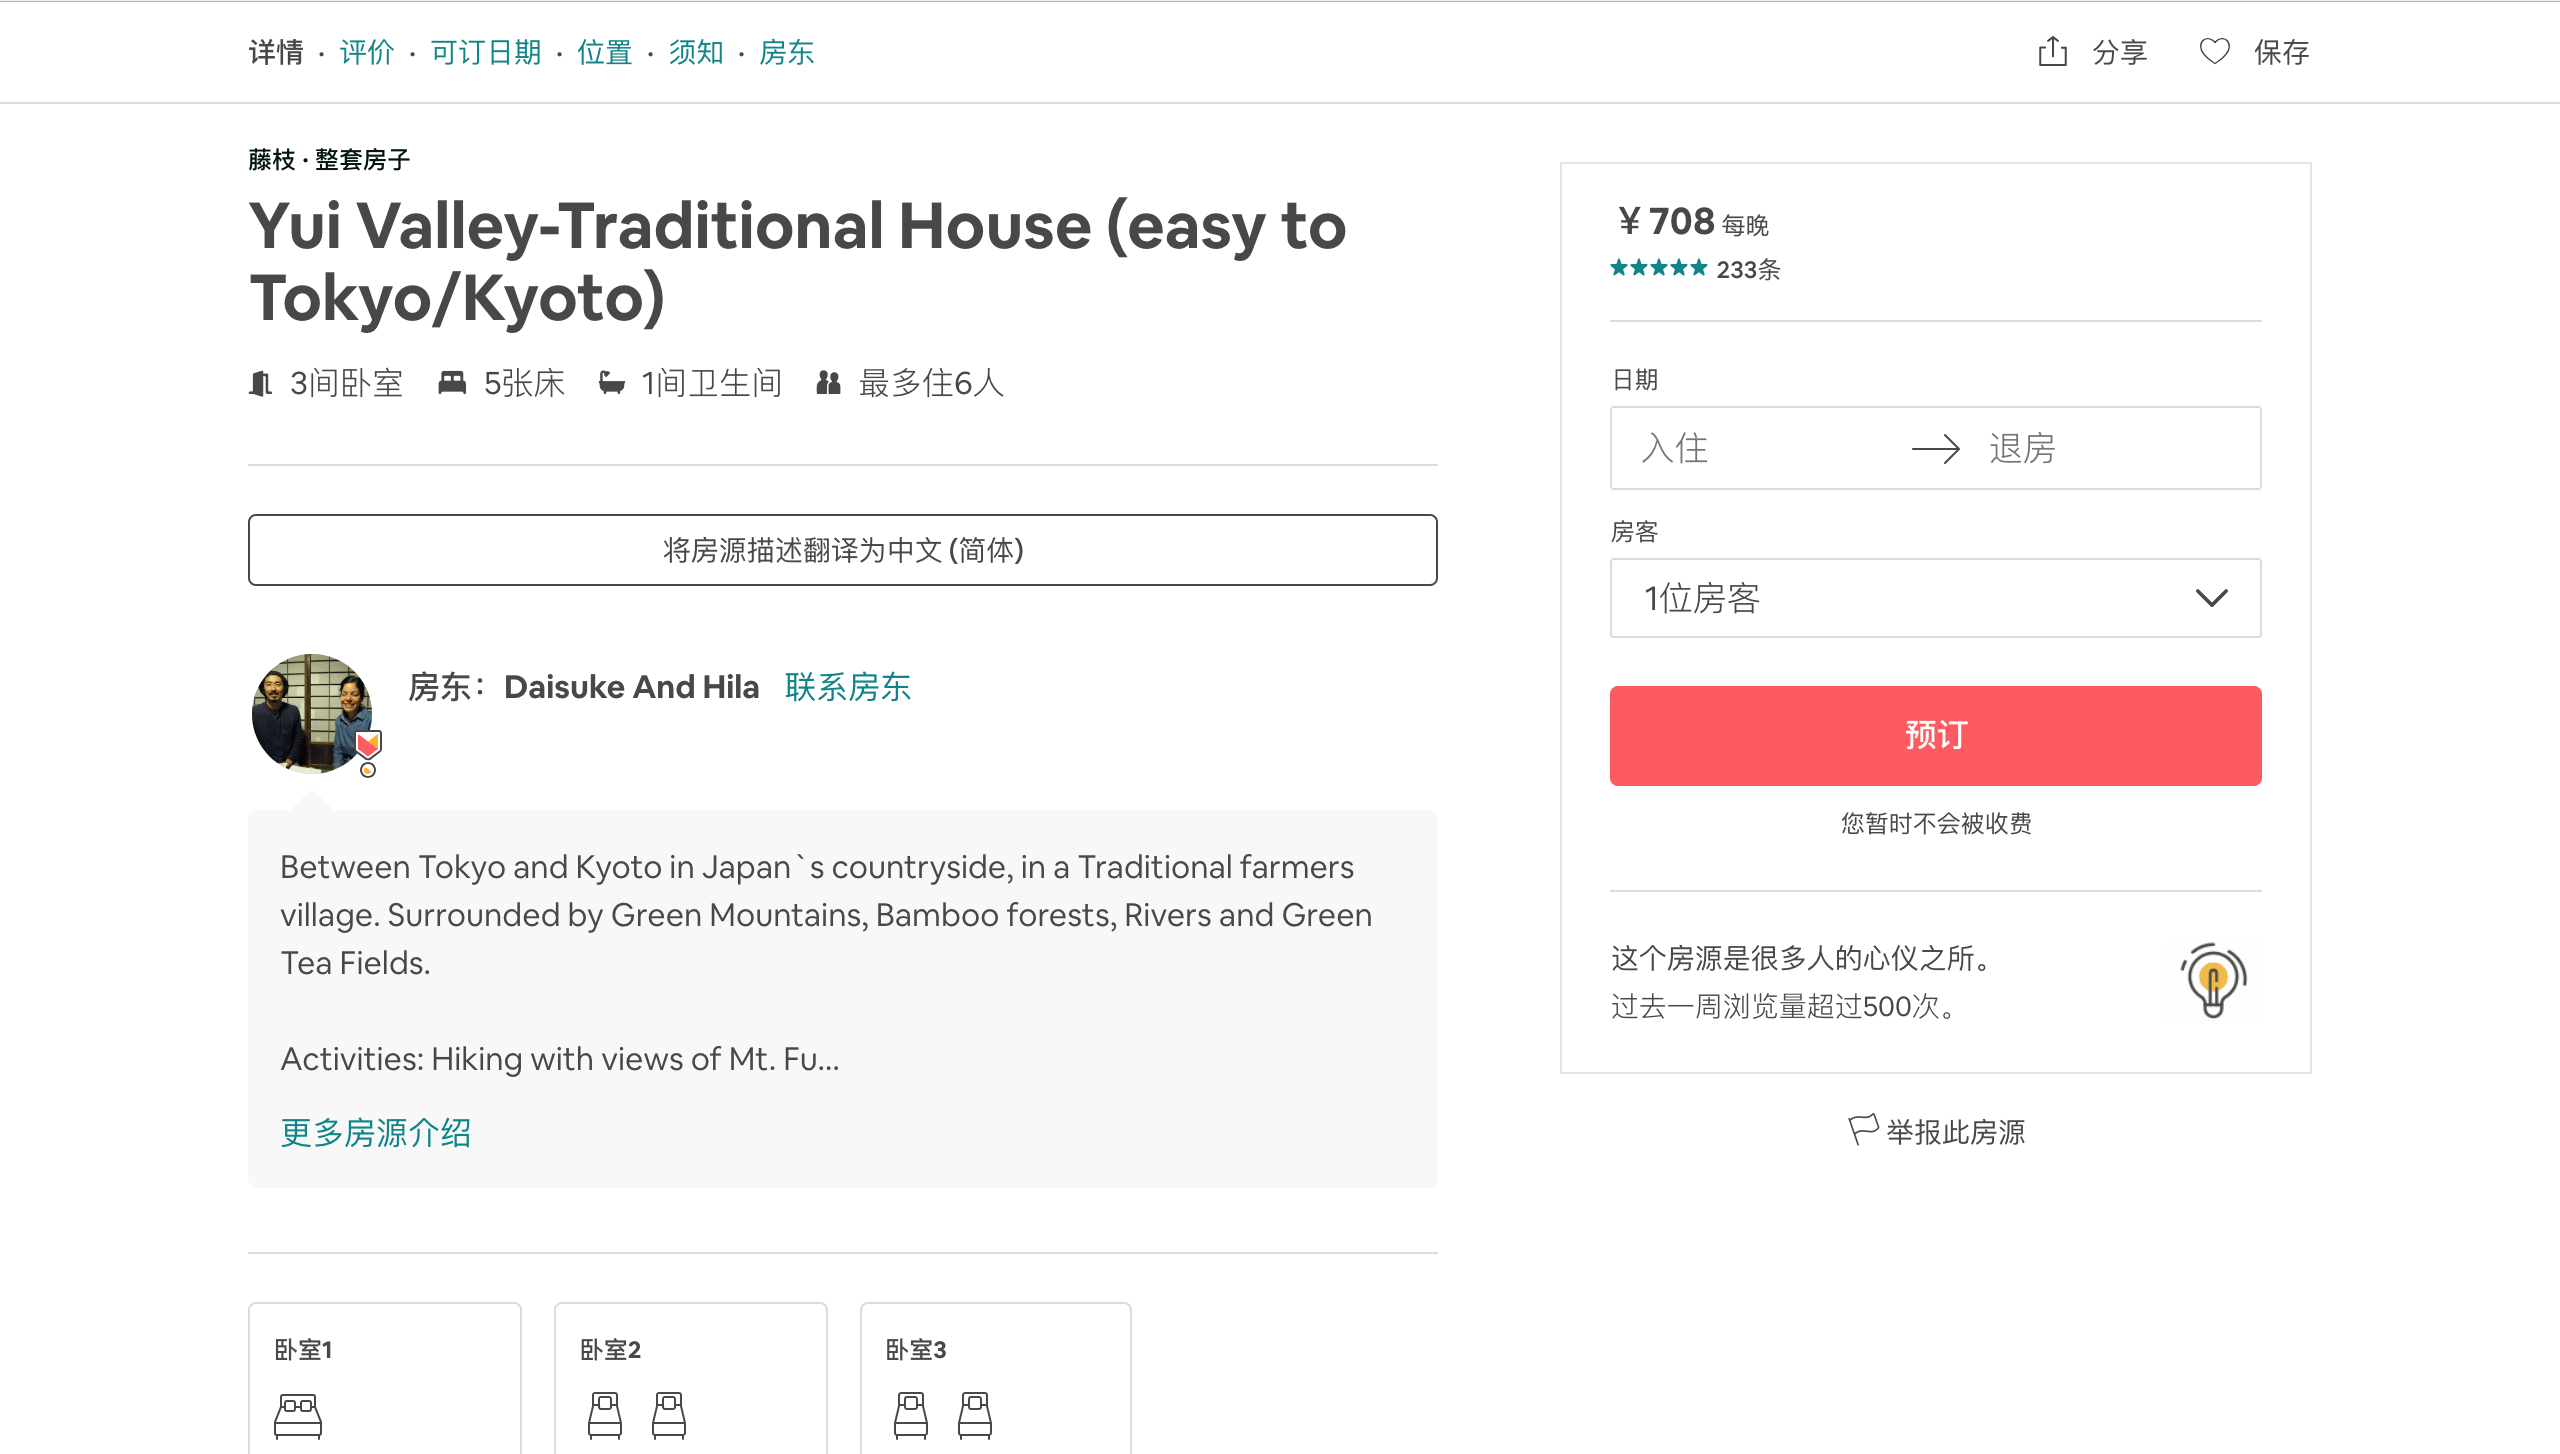 详情 · 评价 · 可订日期 · 位置 · 须知 · 房东
分享 保存
藤枝 · 整套房子
Yui Valley-Traditional House (easy to
Tokyo/Kyoto)
3间卧室 5张床 1间卫生间 最多住6人
将房源描述翻译为中文 (简体)
房东：Daisuke And Hila 联系房东
Between Tokyo and Kyoto in Japan`s countryside, in a Traditional farmers
village. Surrounded by Green Mountains, Bamboo forests, Rivers and Green
Tea Fields.
Activities: Hiking with views of Mt. Fu...
更多房源介绍
卧室1
卧室2
卧室3
￥708 每晚
233条
日期
入住 退房
房客
1位房客
预订
您暂时不会被收费
这个房源是很多人的心仪之所。
过去一周浏览量超过500次。
举报此房源